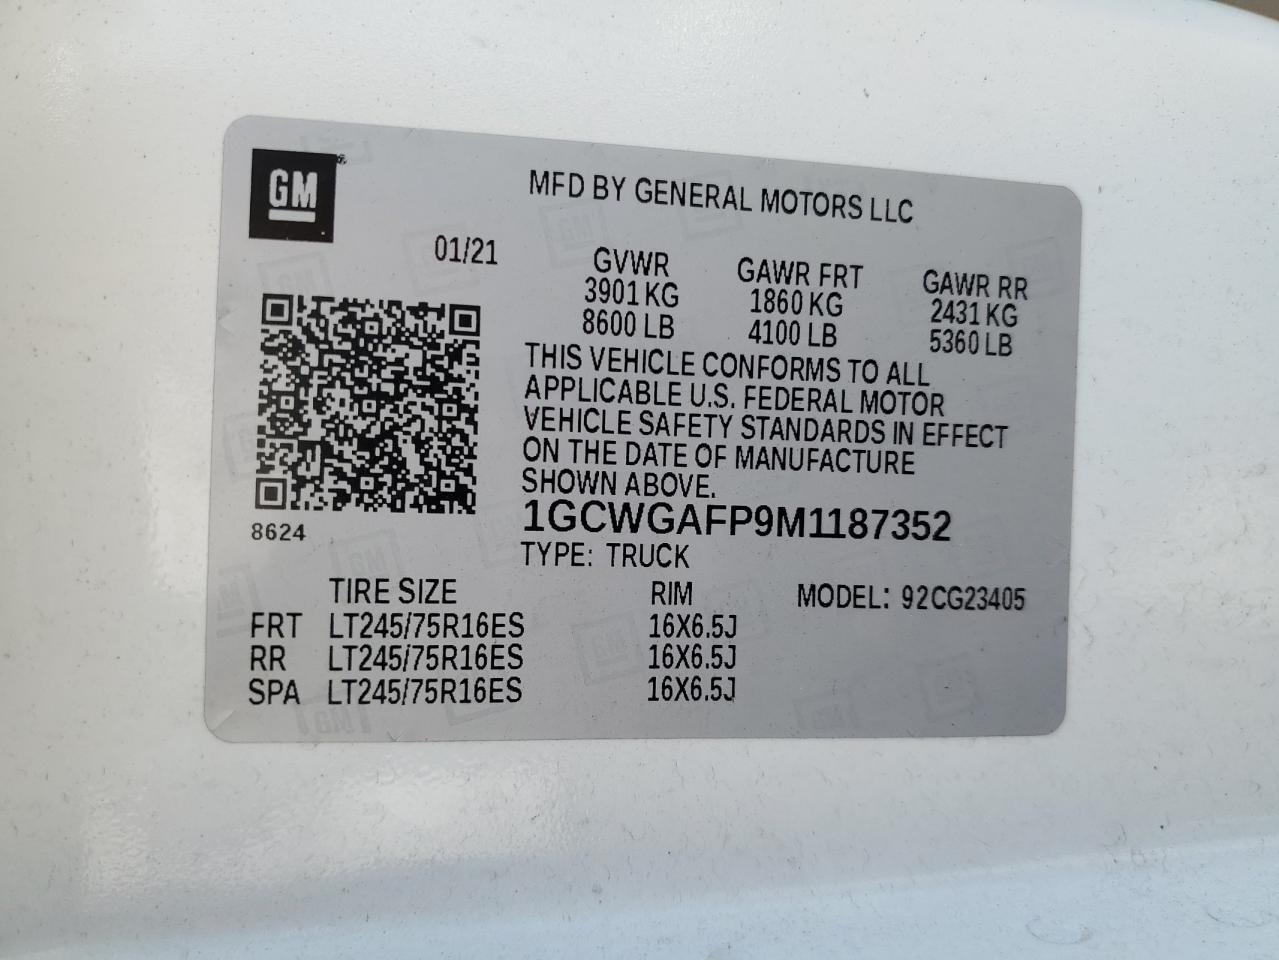 GM
MFD BY GENERAL MOTORS LLC
01/21
GVWR GAWR FRT GAWR RR
3901 KG 1860 KG 2431 KG
8600 LB 4100 LB 5360 LB
THIS VEHICLE CONFORMS TO ALL
APPLICABLE U.S. FEDERAL MOTOR
VEHICLE SAFETY STANDARDS IN EFFECT
ON THE DATE OF MANUFACTURE
SHOWN ABOVE.
1GCWGAFP9M1187352
8624
TYPE: TRUCK
TIRE SIZE RIM MODEL: 92CG23405
FRT LT245/75R16ES 16X6.5J
RR LT245/75R16ES 16X6.5J
SPA LT245/75R16ES 16X6.5J